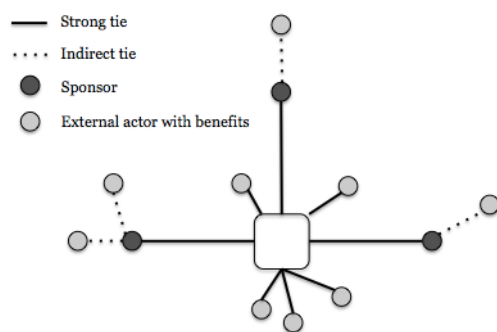 Strong tie
Indirect tie
Sponsor
External actor with benefits